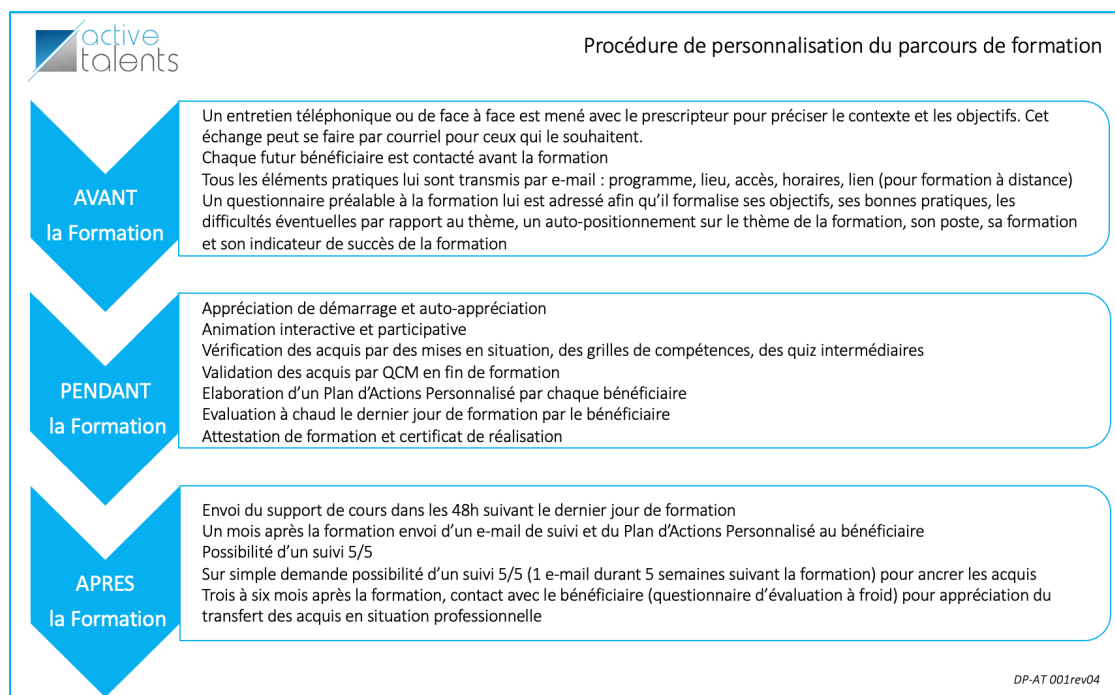 active
talents
Procédure de personnalisation du parcours de formation
AVANT
la Formation
Un entretien téléphonique ou de face à face est mené avec le prescripteur pour préciser le contexte et les objectifs. Cet
échange peut se faire par courriel pour ceux qui le souhaitent.
Chaque futur bénéficiaire est contacté avant la formation
Tous les éléments pratiques lui sont transmis par e-mail : programme, lieu, accès, horaires, lien (pour formation à distance)
Un questionnaire préalable à la formation lui est adressé afin qu'il formalise ses objectifs, ses bonnes pratiques, les
difficultés éventuelles par rapport au thème, un auto-positionnement sur le thème de la formation, son poste, sa formation
et son indicateur de succès de la formation
PENDANT
la Formation
Appréciation de démarrage et auto-appréciation
Animation interactive et participative
Vérification des acquis par des mises en situation, des grilles de compétences, des quiz intermédiaires
Validation des acquis par QCM en fin de formation
Elaboration d'un Plan d'Actions Personnalisé par chaque bénéficiaire
Evaluation à chaud le dernier jour de formation par le bénéficiaire
Attestation de formation et certificat de réalisation
APRES
la Formation
Envoi du support de cours dans les 48h suivant le dernier jour de formation
Un mois après la formation envoi d'un e-mail de suivi et du Plan d'Actions Personnalisé au bénéficiaire
Possibilité d'un suivi 5/5
Sur simple demande possibilité d'un suivi 5/5 (1 e-mail durant 5 semaines suivant la formation) pour ancrer les acquis
Trois à six mois après la formation, contact avec le bénéficiaire (questionnaire d'évaluation à froid) pour appréciation du
transfert des acquis en situation professionnelle
DP-AT 001rev04